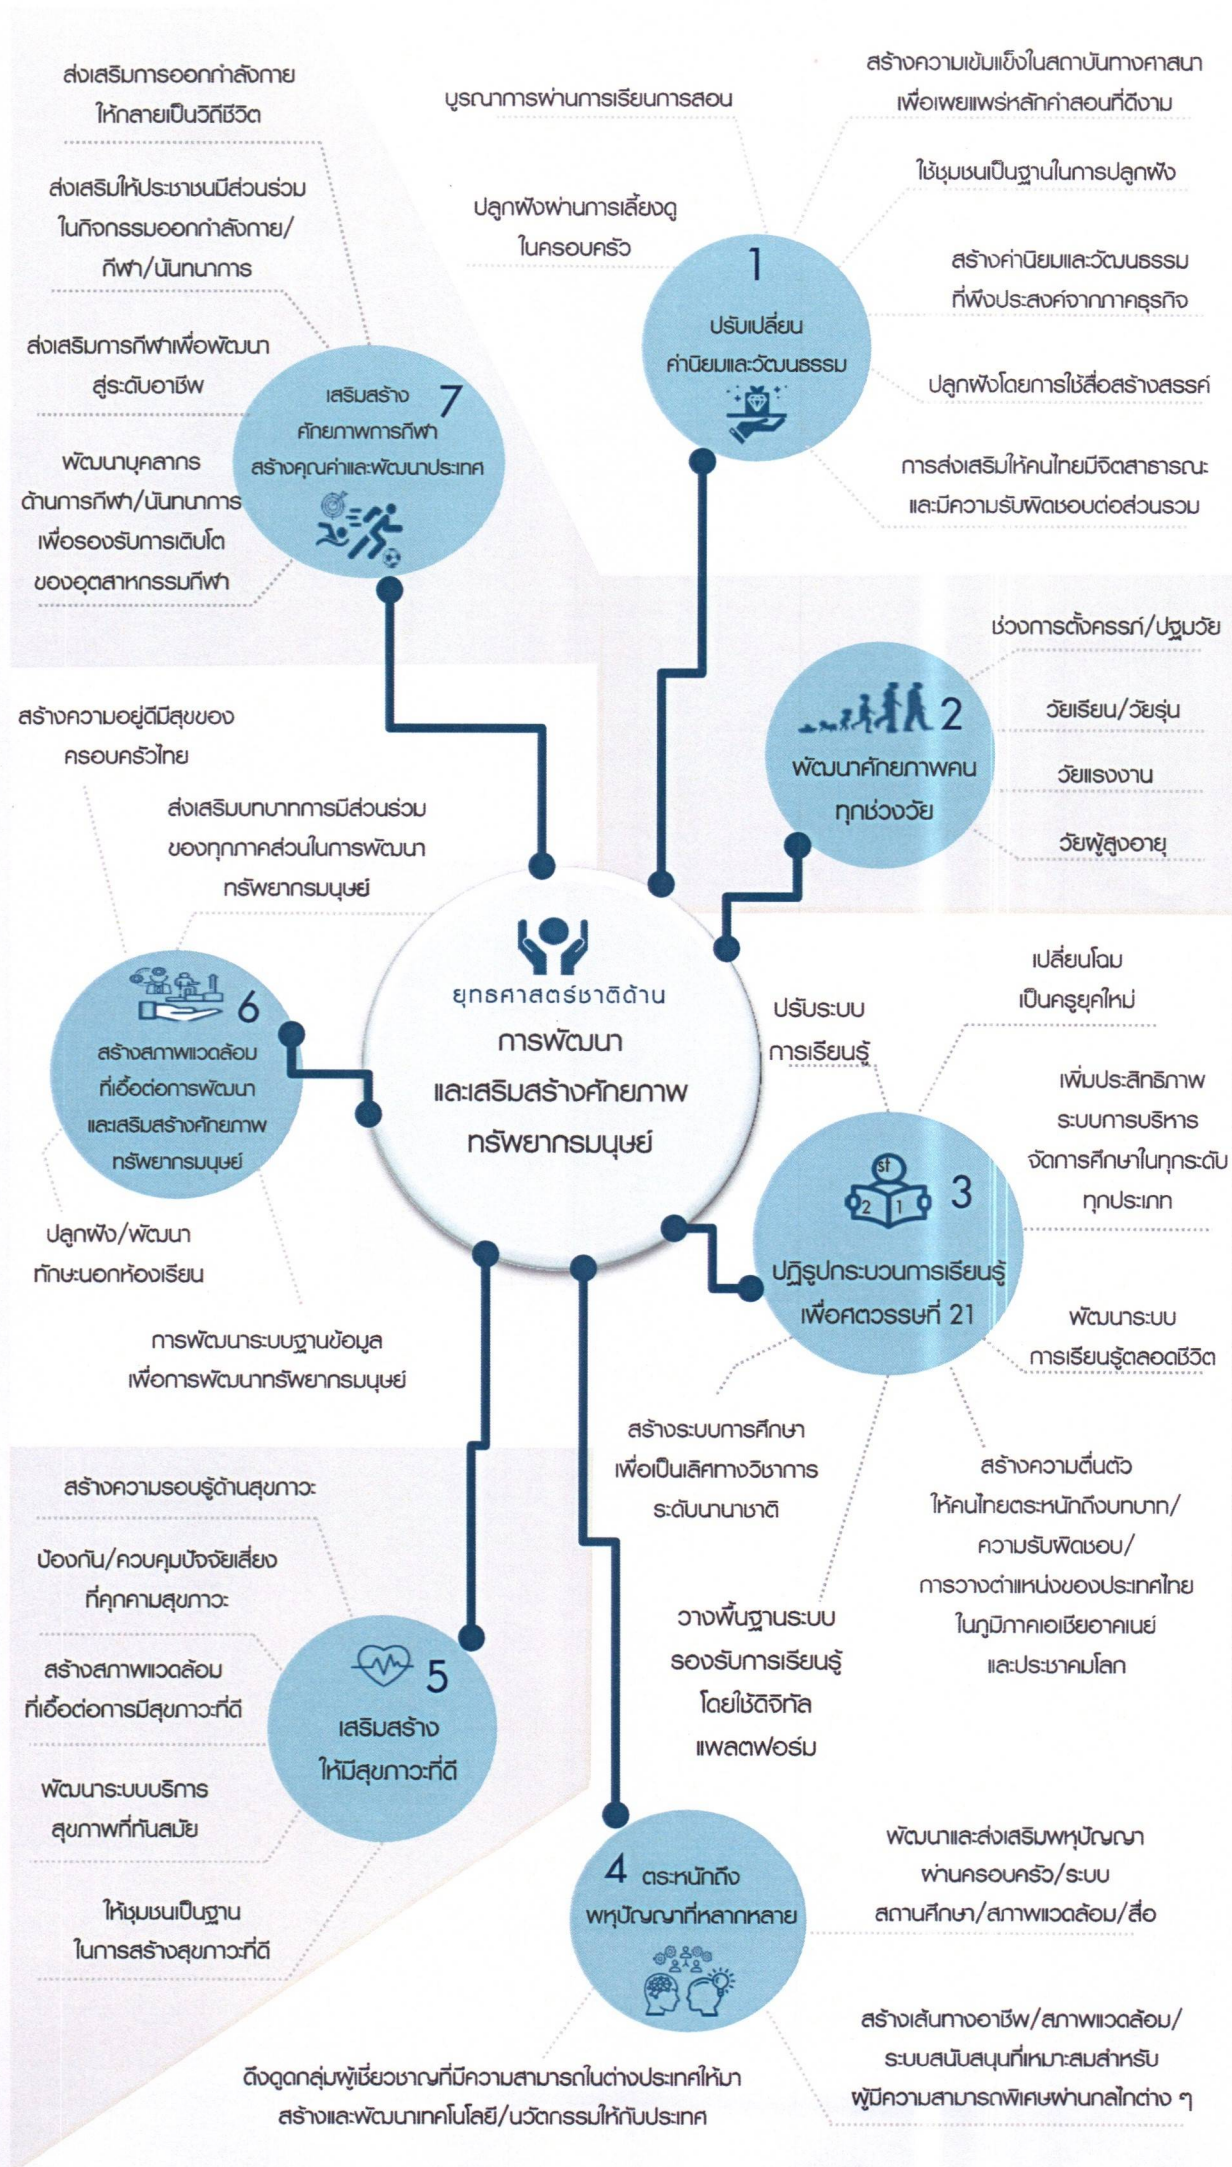 ยุทธศาสตร์ชาติด้าน
การพัฒนา
และเสริมสร้างศักยภาพ
ทรัพยากรมนุษย์
1
ปรับเปลี่ยน
ค่านิยมและวัฒนธรรม
ปลูกฝังผ่านการเลี้ยงดู
ในครอบครัว
บูรณาการผ่านการเรียนการสอน
สร้างความเข้มแข็งในสถาบันทางศาสนา
เพื่อเผยแพร่หลักคำสอนที่ดีงาม
ใช้ชุมชนเป็นฐานในการปลูกฝัง
สร้างค่านิยมและวัฒนธรรม
ที่พึงประสงค์จากภาคธุรกิจ
ปลูกฝังโดยการใช้สื่อสร้างสรรค์
การส่งเสริมให้คนไทยมีจิตสาธารณะ
และมีความรับผิดชอบต่อส่วนรวม
2
พัฒนาศักยภาพคน
ทุกช่วงวัย
ช่วงการตั้งครรภ์/ปฐมวัย
วัยเรียน/วัยรุ่น
วัยแรงงาน
วัยผู้สูงอายุ
st
2 1
3
ปฏิรูปกระบวนการเรียนรู้
เพื่อศตวรรษที่ 21
ปรับระบบ
การเรียนรู้
เปลี่ยนโฉม
เป็นครูยุคใหม่
เพิ่มประสิทธิภาพ
ระบบการบริหาร
จัดการศึกษาในทุกระดับ
ทุกประเภท
พัฒนาระบบ
การเรียนรู้ตลอดชีวิต
สร้างความตื่นตัว
ให้คนไทยตระหนักถึงบทบาท/
ความรับผิดชอบ/
การวางตำแหน่งของประเทศไทย
ในภูมิภาคเอเชียอาคเนย์
และประชาคมโลก
วางพื้นฐานระบบ
รองรับการเรียนรู้
โดยใช้ดิจิทัล
แพลตฟอร์ม
สร้างระบบการศึกษา
เพื่อเป็นเลิศทางวิชาการ
ระดับนานาชาติ
4 ตระหนักถึง
พหุปัญญาที่หลากหลาย
พัฒนาและส่งเสริมพหุปัญญา
ผ่านครอบครัว/ระบบ
สถานศึกษา/สภาพแวดล้อม/สื่อ
สร้างเส้นทางอาชีพ/สภาพแวดล้อม/
ระบบสนับสนุนที่เหมาะสมสำหรับ
ผู้มีความสามารถพิเศษผ่านกลไกต่าง ๆ
ดึงดูดกลุ่มผู้เชี่ยวชาญที่มีความสามารถในต่างประเทศให้มา
สร้างและพัฒนาเทคโนโลยี/นวัตกรรมให้กับประเทศ
5
เสริมสร้าง
ให้มีสุขภาวะที่ดี
สร้างความรอบรู้ด้านสุขภาวะ
ป้องกัน/ควบคุมปัจจัยเสี่ยง
ที่คุกคามสุขภาวะ
สร้างสภาพแวดล้อม
ที่เอื้อต่อการมีสุขภาวะที่ดี
พัฒนาระบบบริการ
สุขภาพที่ทันสมัย
ให้ชุมชนเป็นฐาน
ในการสร้างสุขภาวะที่ดี
6
สร้างสภาพแวดล้อม
ที่เอื้อต่อการพัฒนา
และเสริมสร้างศักยภาพ
ทรัพยากรมนุษย์
สร้างความอยู่ดีมีสุขของ
ครอบครัวไทย
ส่งเสริมบทบาทการมีส่วนร่วม
ของทุกภาคส่วนในการพัฒนา
ทรัพยากรมนุษย์
ปลูกฝัง/พัฒนา
ทักษะนอกห้องเรียน
การพัฒนาระบบฐานข้อมูล
เพื่อการพัฒนาทรัพยากรมนุษย์
7
เสริมสร้าง
ศักยภาพการกีฬา
สร้างคุณค่าและพัฒนาประเทศ
ส่งเสริมการออกกำลังกาย
ให้กลายเป็นวิถีชีวิต
ส่งเสริมให้ประชาชนมีส่วนร่วม
ในกิจกรรมออกกำลังกาย/
กีฬา/นันทนาการ
ส่งเสริมการกีฬาเพื่อพัฒนา
สู่ระดับอาชีพ
พัฒนาบุคลากร
ด้านการกีฬา/นันทนาการ
เพื่อรองรับการเติบโต
ของอุตสาหกรรมกีฬา